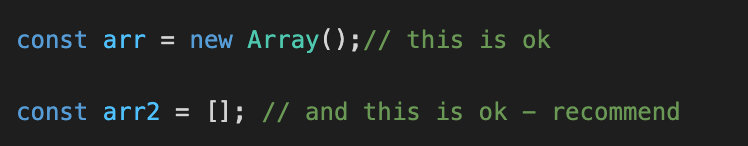 const arr = new Array();// this is ok
const arr2 = []; // and this is ok - recommend